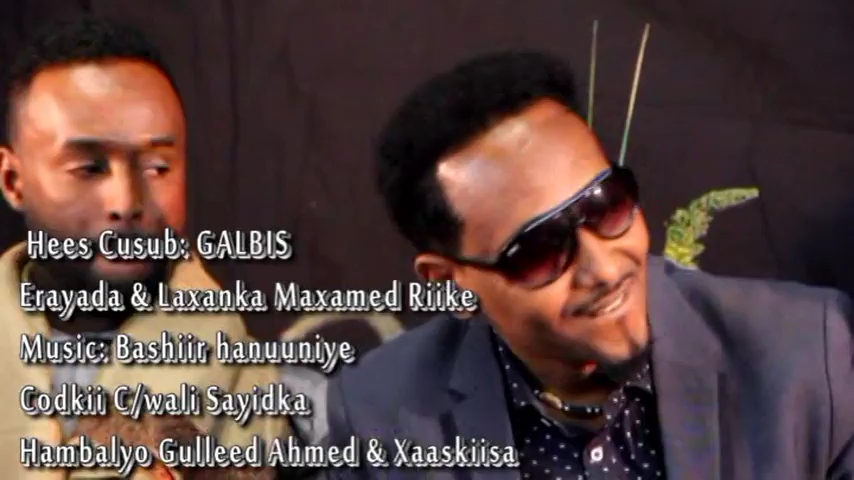 Hees Cusub: GALBIS
Erayada & Laxanka Maxamed Riike
Music: Bashiir hanuuniye
Codkii C/wali Sayidka
Hambalyo Gulleed Ahmed & Xaaskiisa